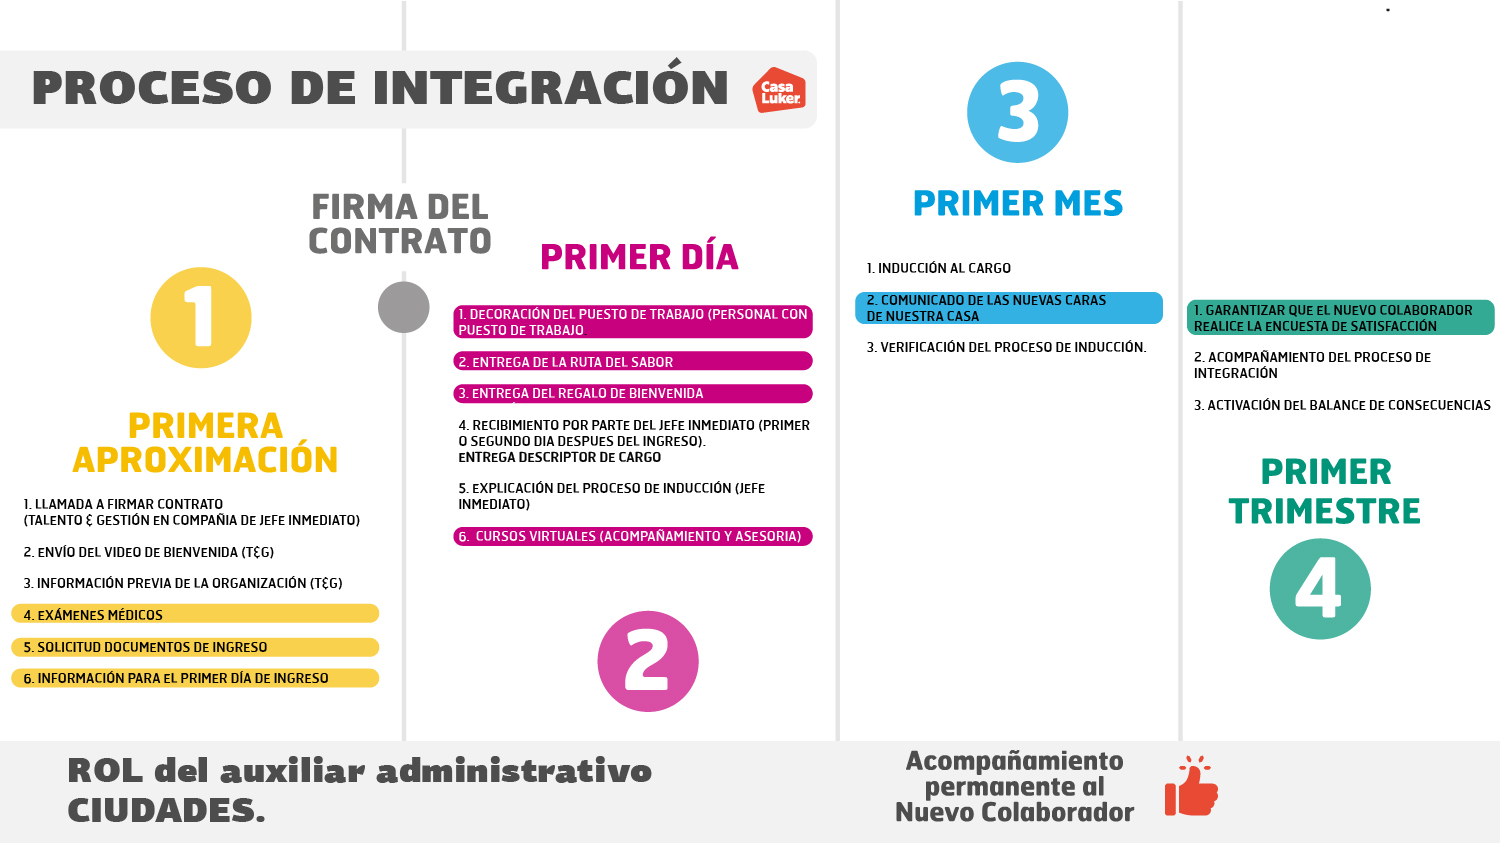 PROCESO DE INTEGRACIÓN
Casa
Luker.
FIRMA DEL
CONTRATO
1
PRIMERA
APROXIMACIÓN
1. LLAMADA A FIRMAR CONTRATO
(TALENTO & GESTIÓN EN COMPAÑIA DE JEFE INMEDIATO)
2. ENVÍO DEL VIDEO DE BIENVENIDA (T&G)
3. INFORMACIÓN PREVIA DE LA ORGANIZACIÓN (T&G)
4. EXÁMENES MÉDICOS
5. SOLICITUD DOCUMENTOS DE INGRESO
6. INFORMACIÓN PARA EL PRIMER DÍA DE INGRESO
PRIMER DÍA
1. DECORACIÓN DEL PUESTO DE TRABAJO (PERSONAL CON
PUESTO DE TRABAJO
2. ENTREGA DE LA RUTA DEL SABOR
3. ENTREGA DEL REGALO DE BIENVENIDA
4. RECIBIMIENTO POR PARTE DEL JEFE INMEDIATO (PRIMER
O SEGUNDO DIA DESPUES DEL INGRESO).
ENTREGA DESCRIPTOR DE CARGO
5. EXPLICACIÓN DEL PROCESO DE INDUCCIÓN (JEFE
INMEDIATO)
6. CURSOS VIRTUALES (ACOMPAÑAMIENTO Y ASESORIA)
2
3
PRIMER MES
1. INDUCCIÓN AL CARGO
2. COMUNICADO DE LAS NUEVAS CARAS
DE NUESTRA CASA
3. VERIFICACIÓN DEL PROCESO DE INDUCCIÓN.
1. GARANTIZAR QUE EL NUEVO COLABORADOR
REALICE LA ENCUESTA DE SATISFACCIÓN
2. ACOMPAÑAMIENTO DEL PROCESO DE
INTEGRACIÓN
3. ACTIVACIÓN DEL BALANCE DE CONSECUENCIAS
PRIMER
TRIMESTRE
4
ROL del auxiliar administrativo
CIUDADES.
Acompañamiento
permanente al
Nuevo Colaborador